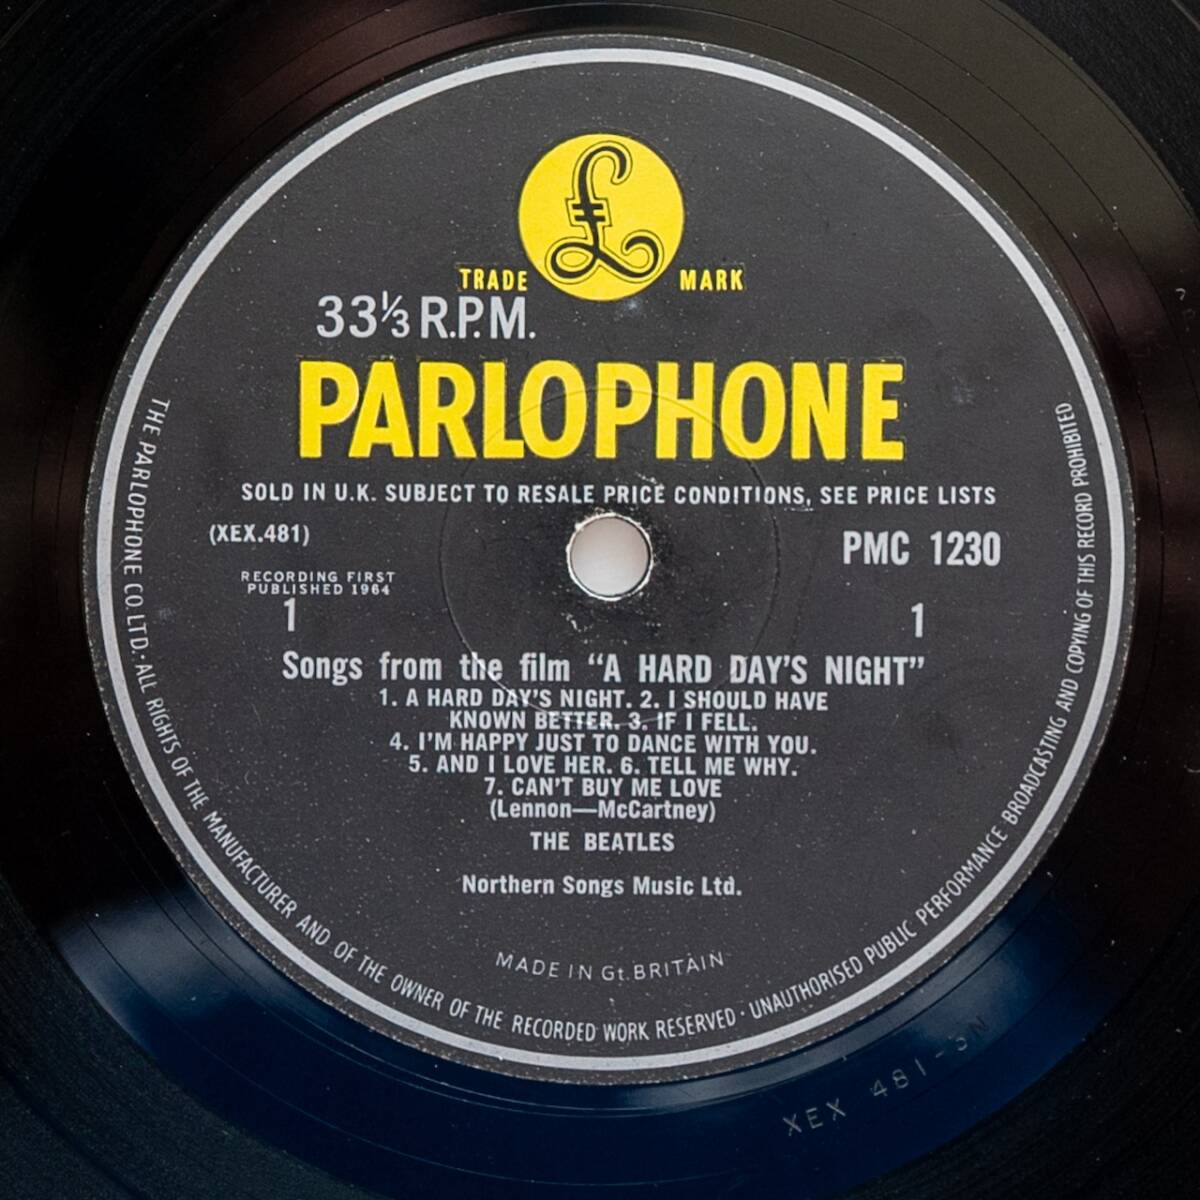 £
TRADE MARK
33⅓ R.P.M.
PARLOPHONE
SOLD IN U.K. SUBJECT TO RESALE PRICE CONDITIONS, SEE PRICE LISTS
(XEX.481)
PMC 1230
RECORDING FIRST
PUBLISHED 1964
1
1
Songs from the film “A HARD DAY'S NIGHT”
1. A HARD DAY'S NIGHT. 2. I SHOULD HAVE
KNOWN BETTER. 3. IF I FELL.
4. I'M HAPPY JUST TO DANCE WITH YOU.
5. AND I LOVE HER. 6. TELL ME WHY.
7. CAN'T BUY ME LOVE
(Lennon—McCartney)
THE BEATLES
Northern Songs Music Ltd.
MADE IN Gt. BRITAIN
THE PARLOPHONE CO. LTD. · ALL RIGHTS OF THE MANUFACTURER AND OF THE OWNER OF THE RECORDED WORK RESERVED · UNAUTHORISED PUBLIC PERFORMANCE BROADCASTING AND COPYING OF THIS RECORD PROHIBITED
XEX 481-3N